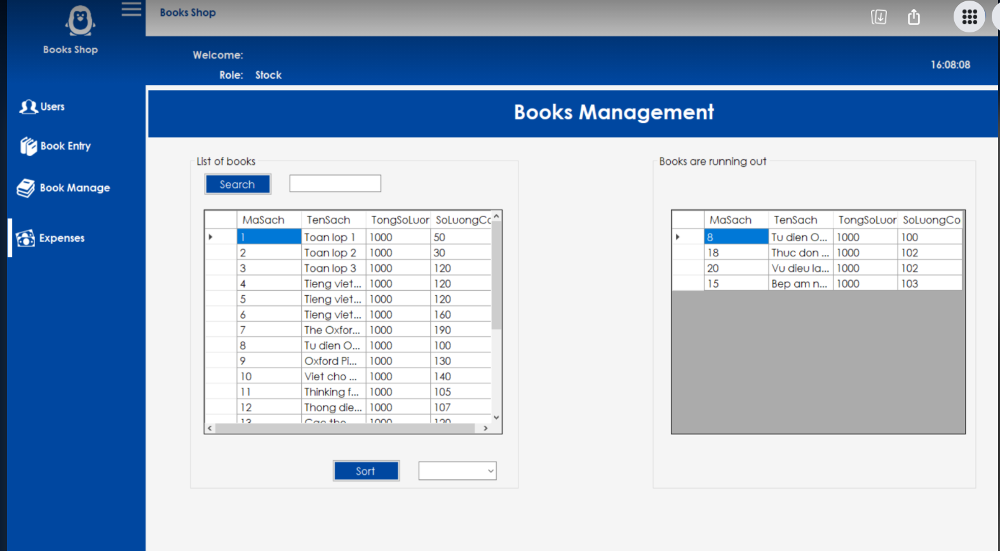 Books Shop
Books Shop
Welcome:
Role: Stock
16:08:08
Users
Book Entry
Book Manage
Expenses
Books Management
List of books
Search
MaSach TenSach TongSoLuor SoLuongCc
1 Toan lop 1 1000 50
2 Toan lop 2 1000 30
3 Toan lop 3 1000 120
4 Tieng viet... 1000 120
5 Tieng viet... 1000 120
6 Tieng viet... 1000 160
7 The Oxfor... 1000 190
8 Tu dien O... 1000 100
9 Oxford Pi... 1000 130
10 Viet cho ... 1000 140
11 Thinking f... 1000 105
12 Thong die... 1000 107
13 1000 120
Sort
Books are running out
MaSach TenSach TongSoLuor SoLuongCo
8 Tu dien O... 1000 100
18 Thuc don ... 1000 102
20 Vu dieu la... 1000 102
15 Bep am n... 1000 103